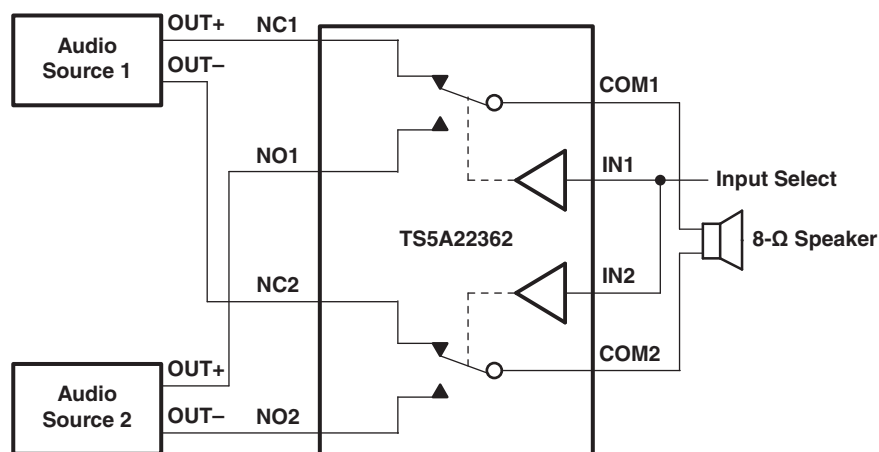 OUT+
NC1
Audio
Source 1
OUT–
COM1
NO1
IN1
Input Select
TS5A22362
8-Ω Speaker
IN2
NC2
COM2
OUT+
Audio
Source 2
OUT–
NO2